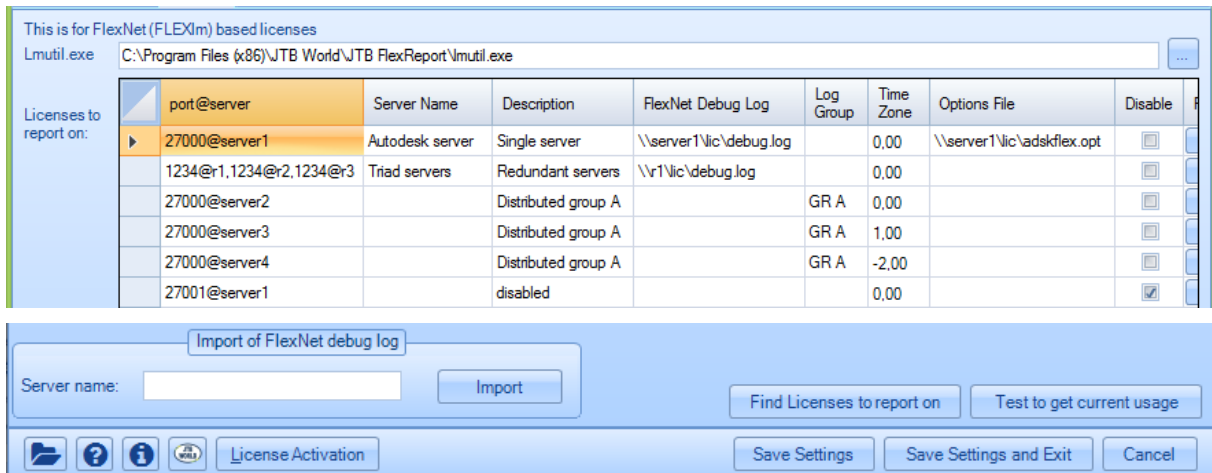 This is for FlexNet (FLEXlm) based licenses
Lmutil.exe C:\Program Files (x86)\JTB World\JTB FlexReport\lmutil.exe ...
Licenses to report on:
port@server Server Name Description FlexNet Debug Log Log Group Time Zone Options File Disable
27000@server1 Autodesk server Single server \\server1\lic\debug.log 0,00 \\server1\lic\adskflex.opt
1234@r1,1234@r2,1234@r3 Triad servers Redundant servers \\r1\lic\debug.log 0,00
27000@server2 Distributed group A GR A 0,00
27000@server3 Distributed group A GR A 1,00
27000@server4 Distributed group A GR A -2,00
27001@server1 disabled 0,00
Import of FlexNet debug log
Server name: Import
Find Licenses to report on Test to get current usage
JTB WORLD License Activation Save Settings Save Settings and Exit Cancel